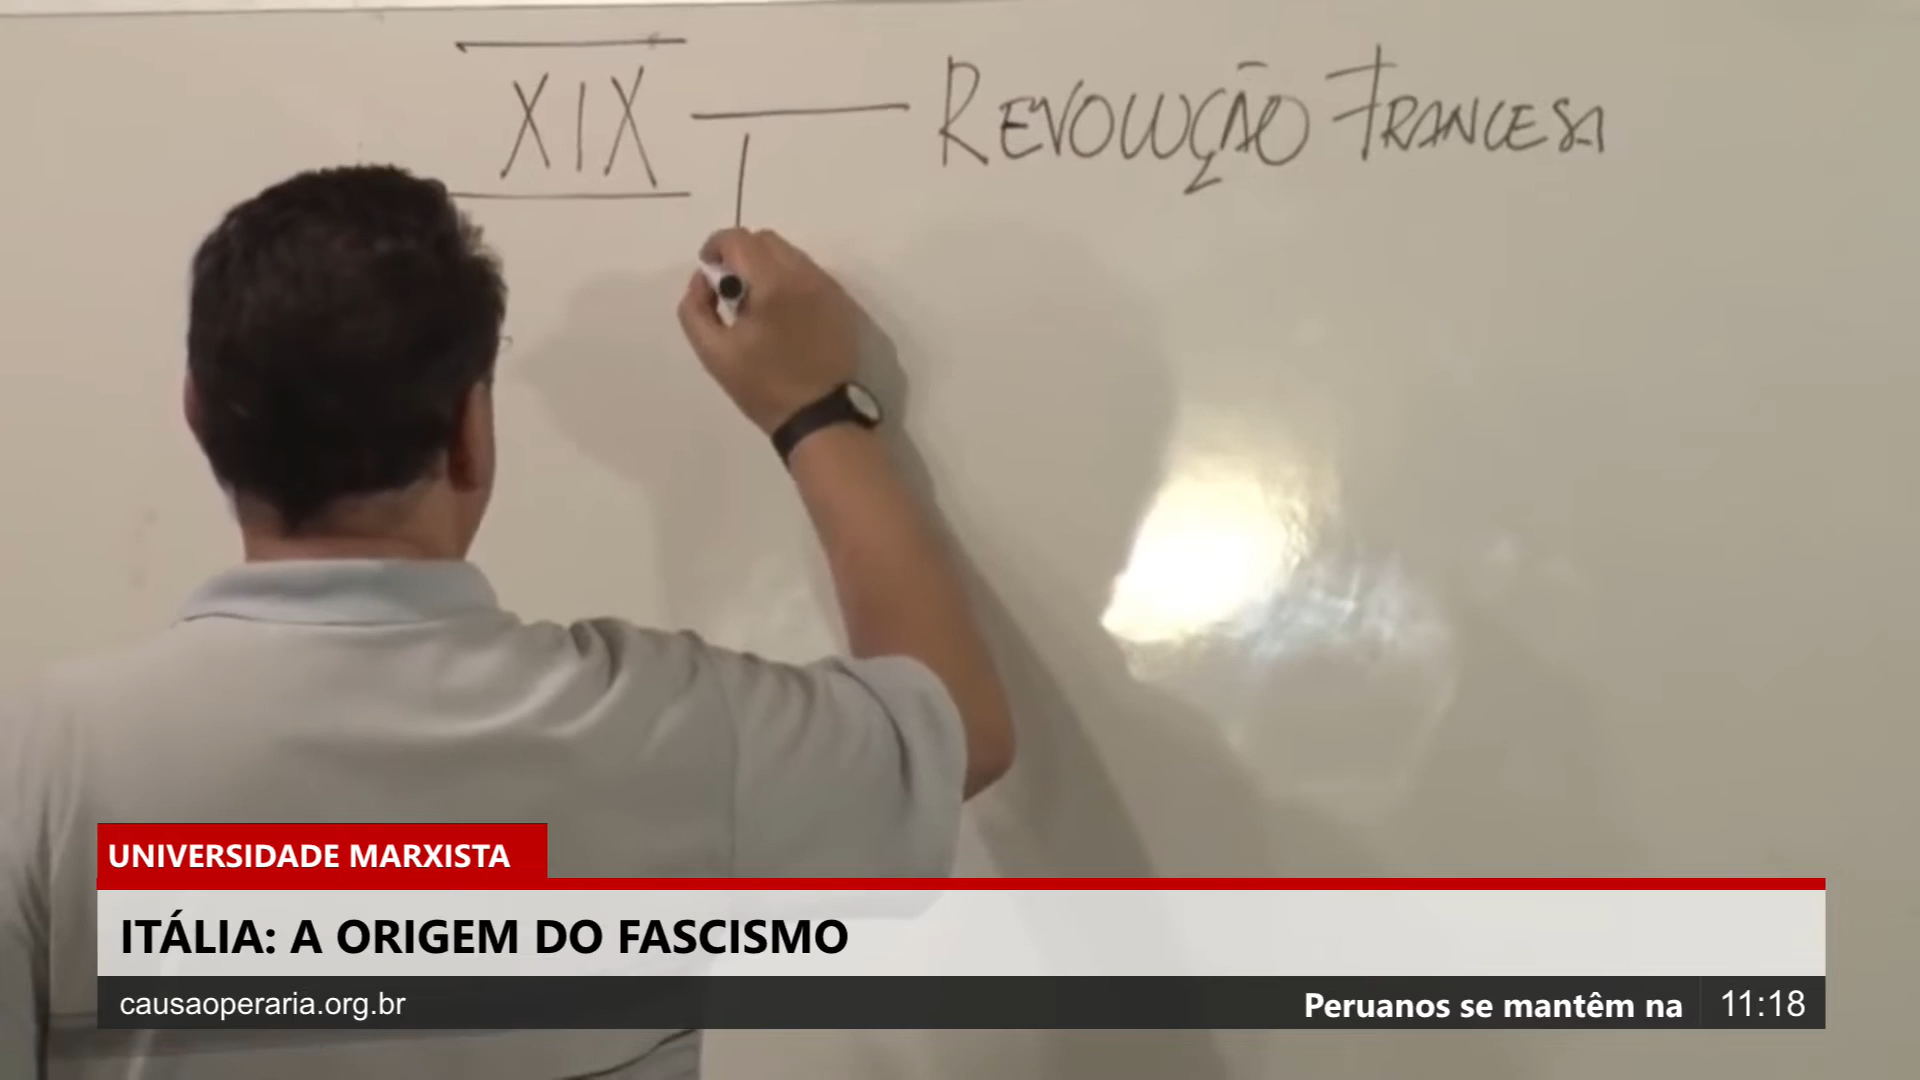 XIX — REVOLUÇÃO FRANCESA
UNIVERSIDADE MARXISTA
ITÁLIA: A ORIGEM DO FASCISMO
causaoperaria.org.br
Peruanos se mantêm na
11:18